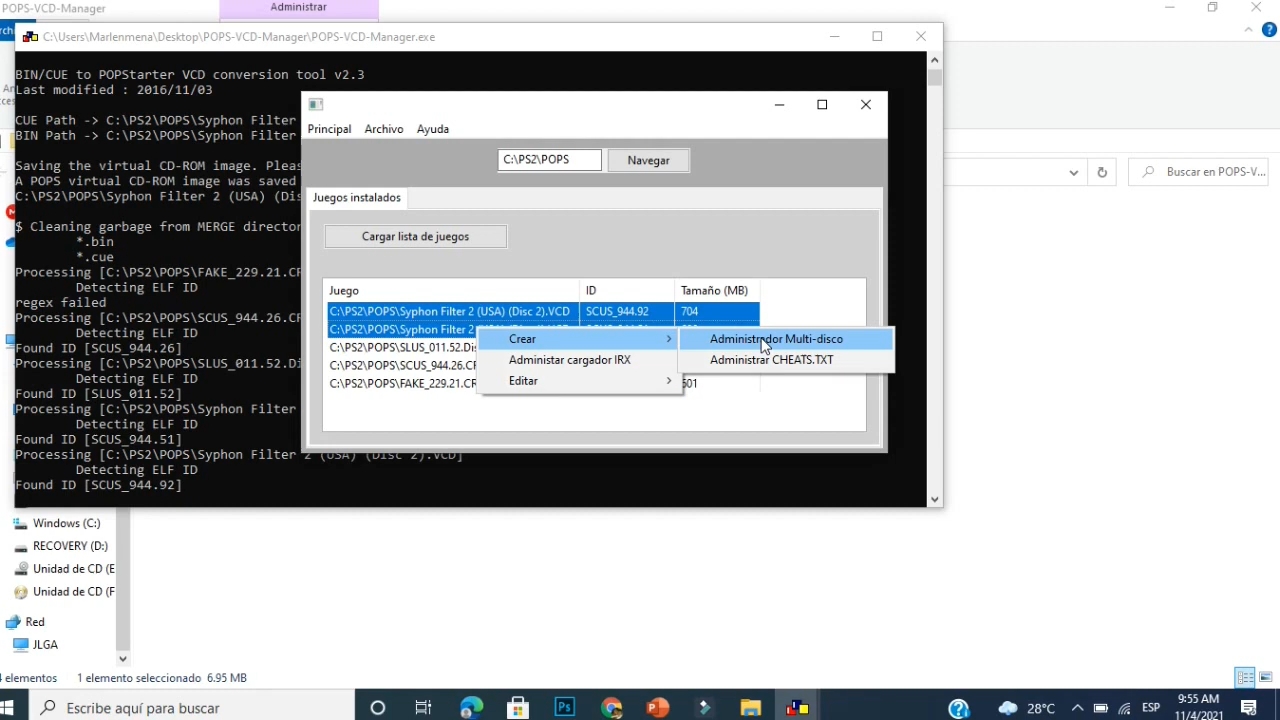 POPS-VCD-Manager
Administrar
C:\Users\Marlenmena\Desktop\POPS-VCD-Manager\POPS-VCD-Manager.exe
BIN/CUE to POPStarter VCD conversion tool v2.3
Last modified : 2016/11/03
CUE Path -> C:\PS2\POPS\Syphon Filter
BIN Path -> C:\PS2\POPS\Syphon Filter
Saving the virtual CD-ROM image. Pleas
A POPS virtual CD-ROM image was saved
C:\PS2\POPS\Syphon Filter 2 (USA) (Dis
$ Cleaning garbage from MERGE director
*.bin
*.cue
Processing [C:\PS2\POPS\FAKE_229.21.CR
Detecting ELF ID
regex failed
Processing [C:\PS2\POPS\SCUS_944.26.CR
Detecting ELF ID
Found ID [SCUS_944.26]
Processing [C:\PS2\POPS\SLUS_011.52.Di
Detecting ELF ID
Found ID [SLUS_011.52]
Processing [C:\PS2\POPS\Syphon Filter
Detecting ELF ID
Found ID [SCUS_944.51]
Processing [C:\PS2\POPS\Syphon Filter 2 (USA) (Disc 2).VCD]
Detecting ELF ID
Found ID [SCUS_944.92]
Principal Archivo Ayuda
C:\PS2\POPS Navegar
Juegos instalados
Cargar lista de juegos
Juego ID Tamaño (MB)
C:\PS2\POPS\Syphon Filter 2 (USA) (Disc 2).VCD SCUS_944.92 704
C:\PS2\POPS\Syphon Filter 2
C:\PS2\POPS\SLUS_011.52.Dis
C:\PS2\POPS\SCUS_944.26.CR
C:\PS2\POPS\FAKE_229.21.CR 601
Crear
Administar cargador IRX
Editar
Administrador Multi-disco
Administrar CHEATS.TXT
Buscar en POPS-V...
Windows (C:)
RECOVERY (D:)
Unidad de CD (E
Unidad de CD (F
Red
JLGA
elementos 1 elemento seleccionado 6.95 MB
Escribe aquí para buscar
28°C
ESP
9:55 AM
11/4/2021